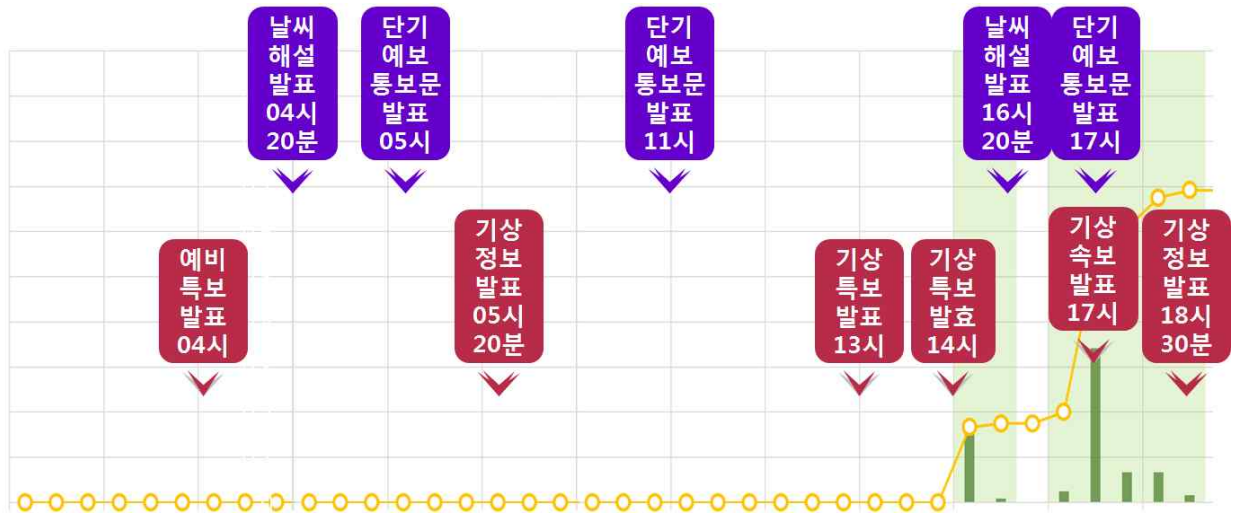 날씨
해설
발표
04시
20분
단기
예보
통보문
발표
05시
단기
예보
통보문
발표
11시
날씨
해설
발표
16시
20분
단기
예보
통보문
발표
17시
예비
특보
발표
04시
기상
정보
발표
05시
20분
기상
특보
발표
13시
기상
특보
발효
14시
기상
속보
발표
17시
기상
정보
발표
18시
30분